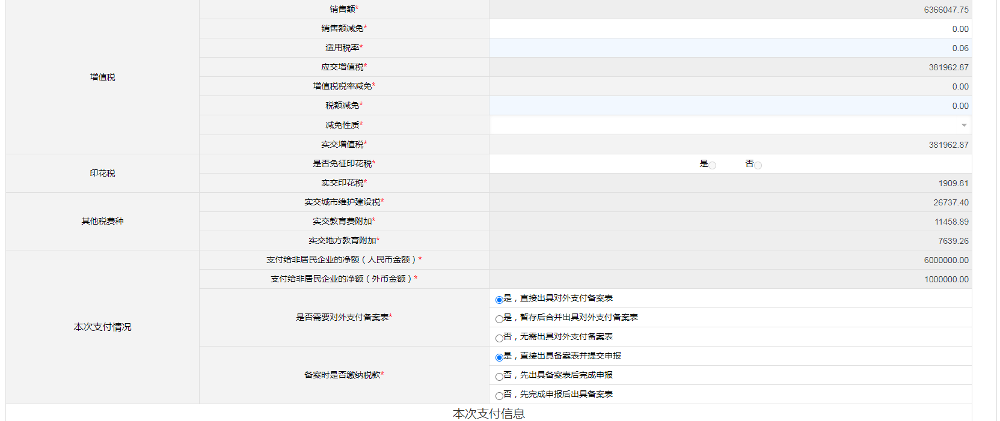 增值税
销售额* 6366047.75
销售额减免* 0.00
适用税率* 0.06
应交增值税* 381962.87
增值税税率减免* 0.00
税额减免* 0.00
减免性质*
实交增值税* 381962.87
印花税
是否免征印花税* 是 否
实交印花税* 1909.81
其他税费种
实交城市维护建设税* 26737.40
实交教育费附加* 11458.89
实交地方教育附加* 7639.26
本次支付情况
支付给非居民企业的净额（人民币金额）* 6000000.00
支付给非居民企业的净额（外币金额）* 1000000.00
是否需要对外支付备案表*
是，直接出具对外支付备案表
是，暂存后合并出具对外支付备案表
否，无需出具对外支付备案表
备案时是否缴纳税款*
是，直接出具备案表并提交申报
否，先出具备案表后完成申报
否，先完成申报后出具备案表
本次支付信息